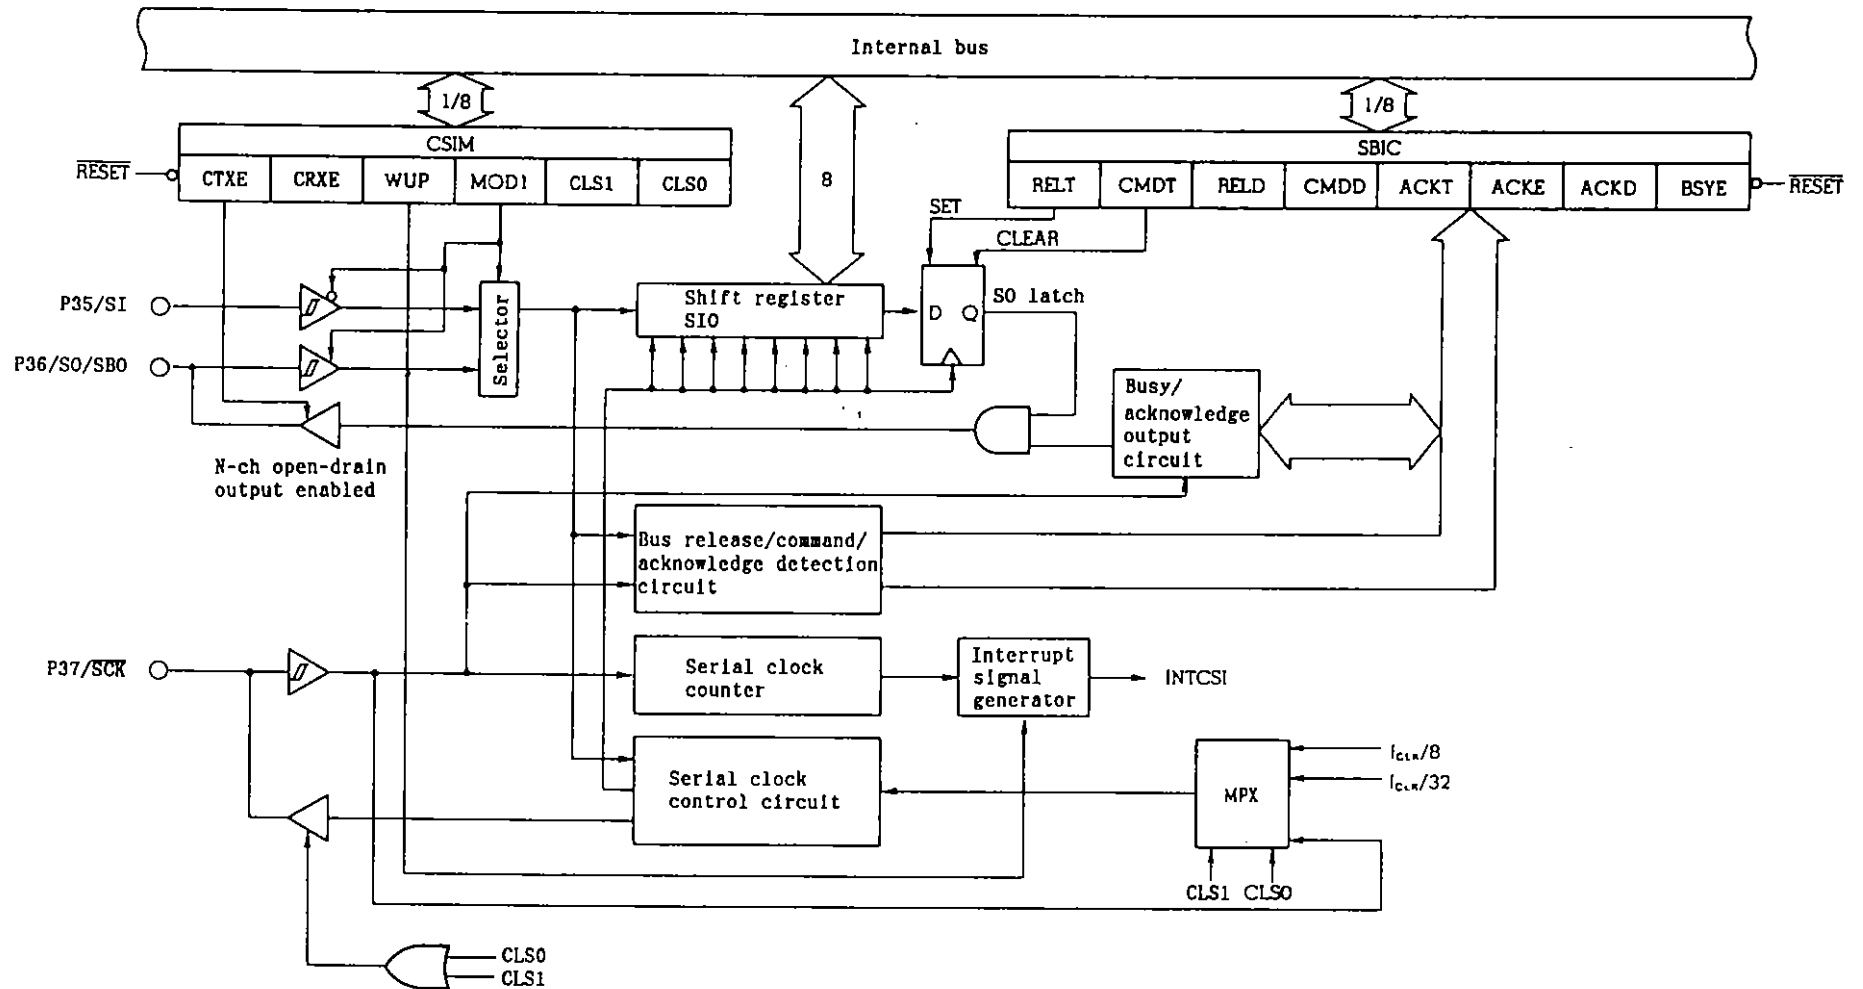 Internal bus
1/8
1/8
CSIM
SBIC
RESET
CTXE
CRXE
WUP
MOD1
CLS1
CLS0
8
RELT
CMDT
RELD
CMDD
ACKT
ACKE
ACKD
BSYE
RESET
SET
CLEAR
P35/SI
Selector
Shift register
SIO
D Q
SO latch
P36/SO/SB0
Busy/
acknowledge
output
circuit
N-ch open-drain
output enabled
Bus release/command/
acknowledge detection
circuit
P37/SCK
Serial clock
counter
Interrupt
signal
generator
INTCSI
Serial clock
control circuit
MPX
fCLK/8
fCLK/32
CLS1 CLS0
CLS0
CLS1